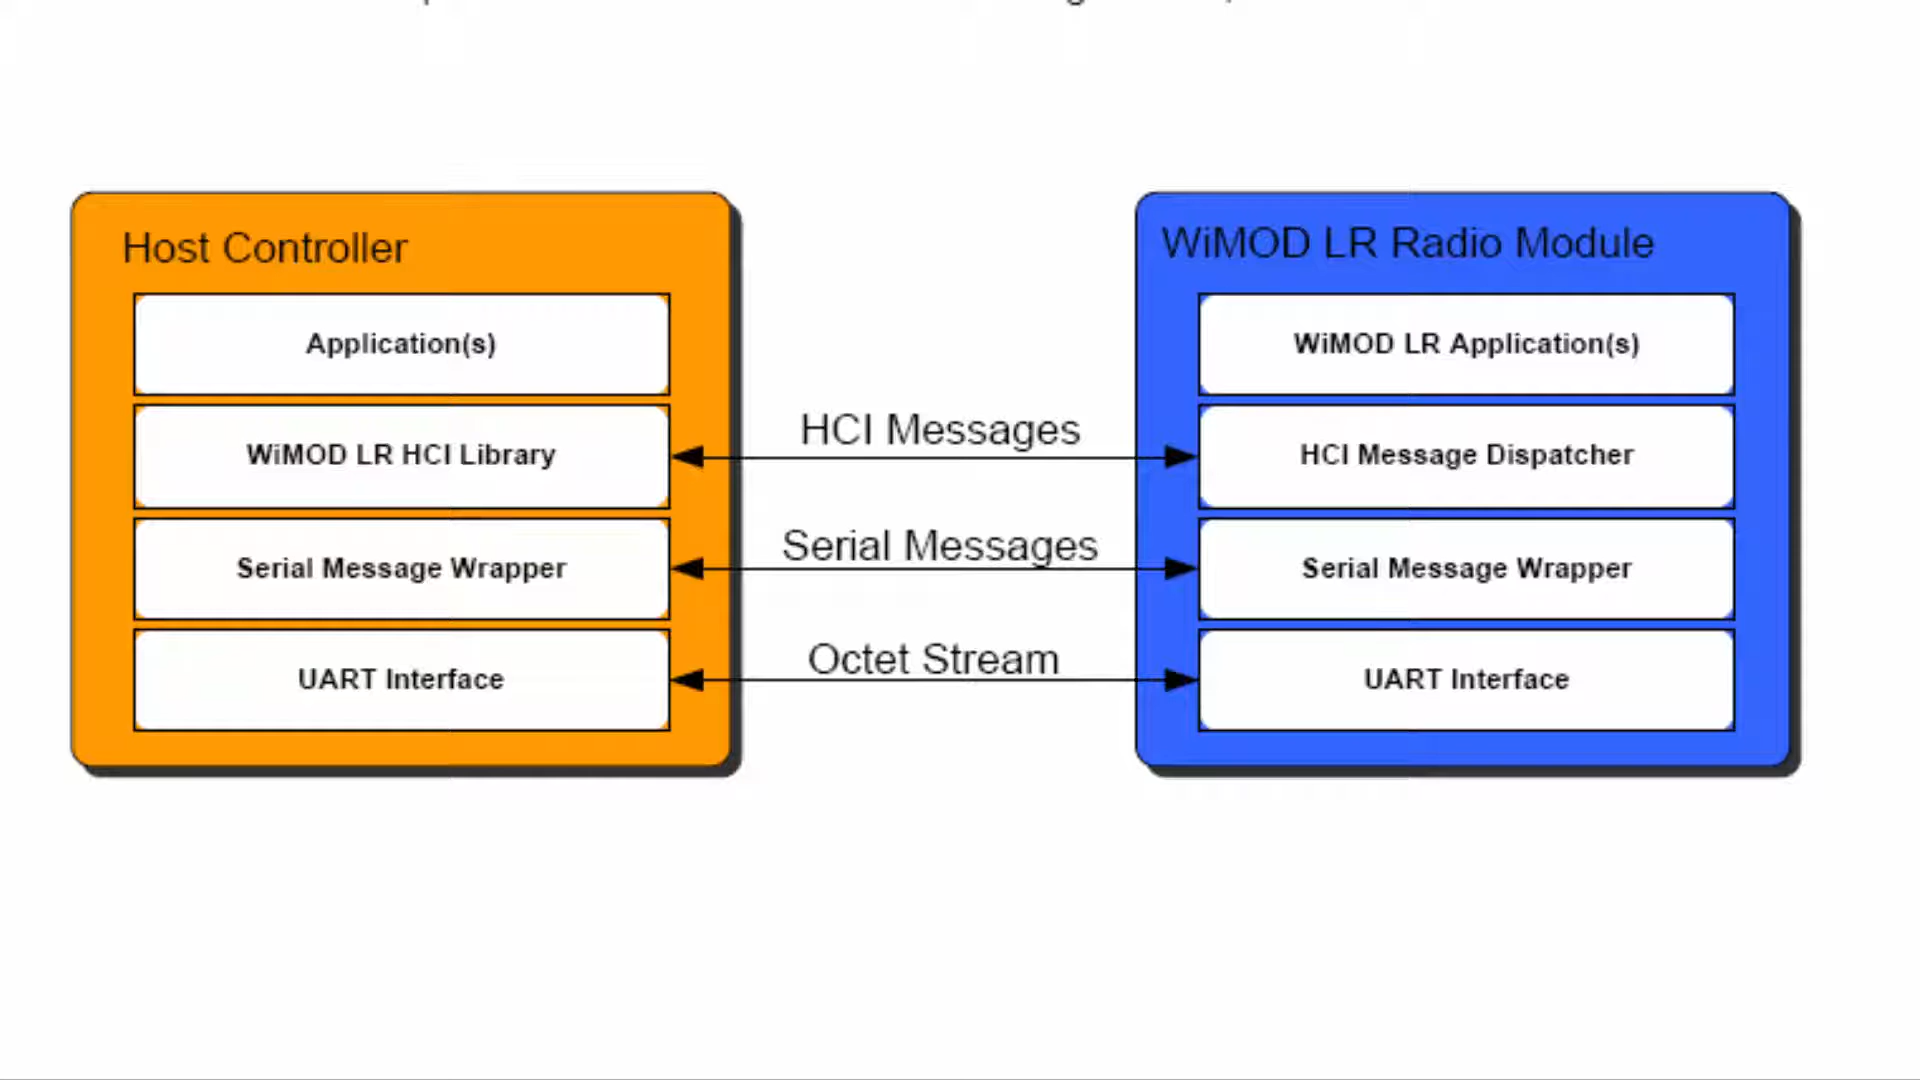 Host Controller
Application(s)
WiMOD LR HCI Library
Serial Message Wrapper
UART Interface
HCI Messages
Serial Messages
Octet Stream
WiMOD LR Radio Module
WiMOD LR Application(s)
HCI Message Dispatcher
Serial Message Wrapper
UART Interface